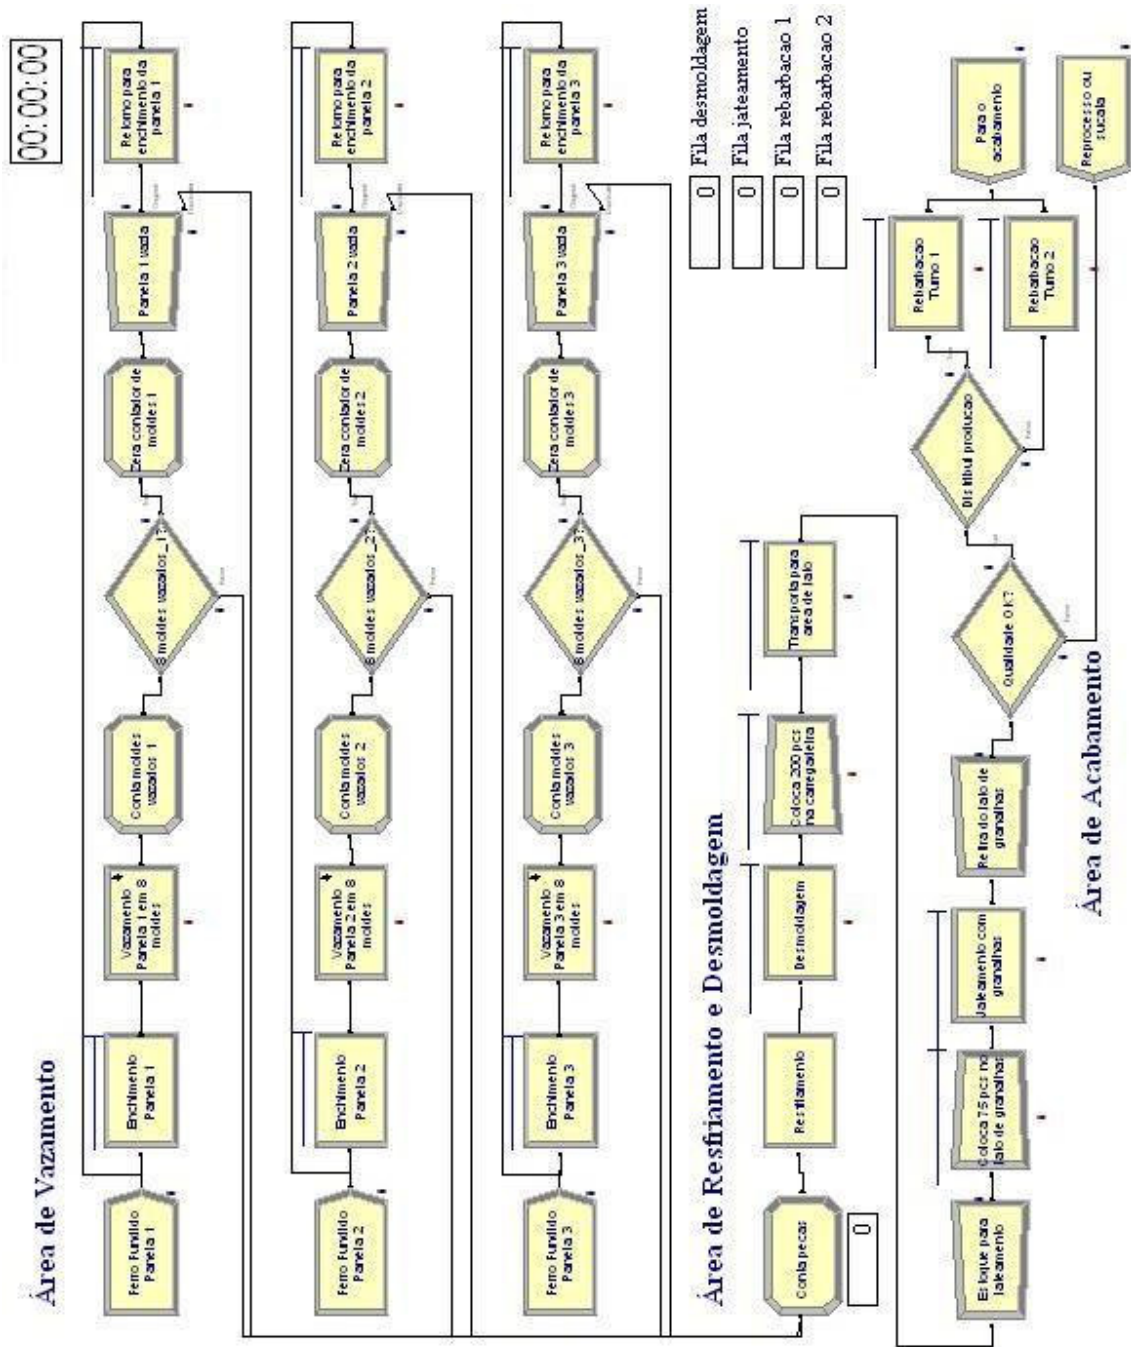 00:00:00
Área de Vazamento
Ferro Fundido
Panela 1
Enchimento
Panela 1
Vazamento
Panela 1 em 8
moldes
Conta moldes
vazados 1
8 moldes vazados_1?
Zera contador de
moldes 1
Panela 1 vazia
Retorno para
enchimento da
panela 1
Ferro Fundido
Panela 2
Enchimento
Panela 2
Vazamento
Panela 2 em 8
moldes
Conta moldes
vazados 2
8 moldes vazados_2?
Zera contador de
moldes 2
Panela 2 vazia
Retorno para
enchimento da
panela 2
Ferro Fundido
Panela 3
Enchimento
Panela 3
Vazamento
Panela 3 em 8
moldes
Conta moldes
vazados 3
8 moldes vazados_3?
Zera contador de
moldes 3
Panela 3 vazia
Retorno para
enchimento da
panela 3
Área de Resfriamento e Desmoldagem
0 Fila desmoldagem
0 Fila jateamento
0 Fila rebarbacao 1
0 Fila rebarbacao 2
Conta pecas
0
Resfriamento
Desmoldagem
Coloca 200 pcs
na carregadeira
Transporta para
area de jato
Estoque para
jateamento
Coloca 75 pcs no
jato de granalhas
Jateamento com
granalhas
Retira do jato de
granalhas
Qualidade OK?
Distribui producao
Rebarbacao
Turno 1
Rebarbacao
Turno 2
Para o
acabamento
Reprocesso ou
sucata
Área de Acabamento